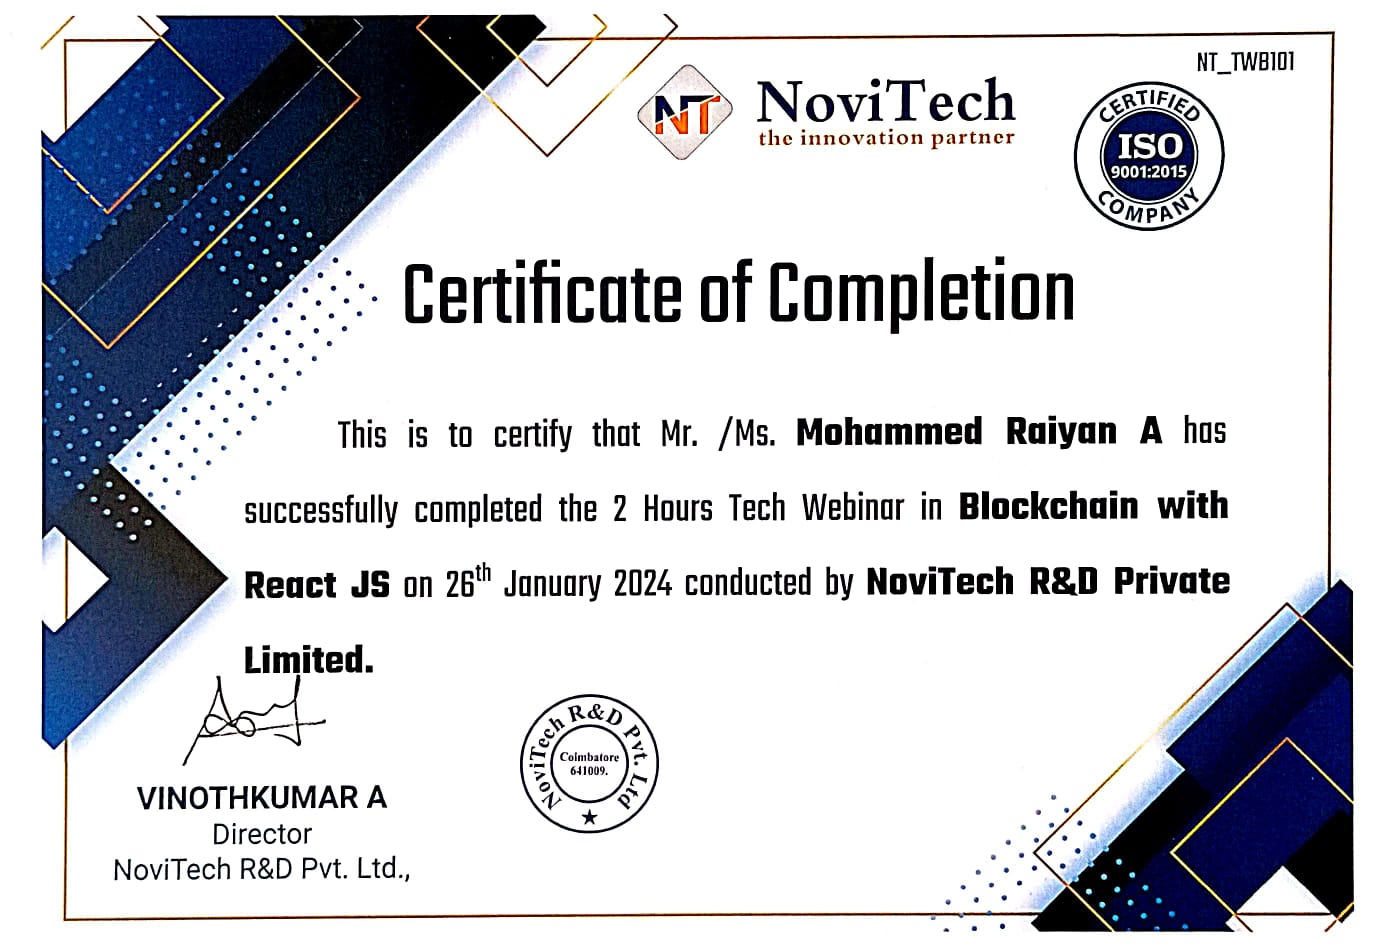 NT_TWB101
NT
NoviTech
the innovation partner
CERTIFIED
ISO
9001:2015
COMPANY
Certificate of Completion
This is to certify that Mr. /Ms. Mohammed Raiyan A has
successfully completed the 2 Hours Tech Webinar in Blockchain with
React JS on 26th January 2024 conducted by NoviTech R&D Private
Limited.
NoviTech R&D Pvt. Ltd
Coimbatore
641009.
VINOTHKUMAR A
Director
NoviTech R&D Pvt. Ltd.,